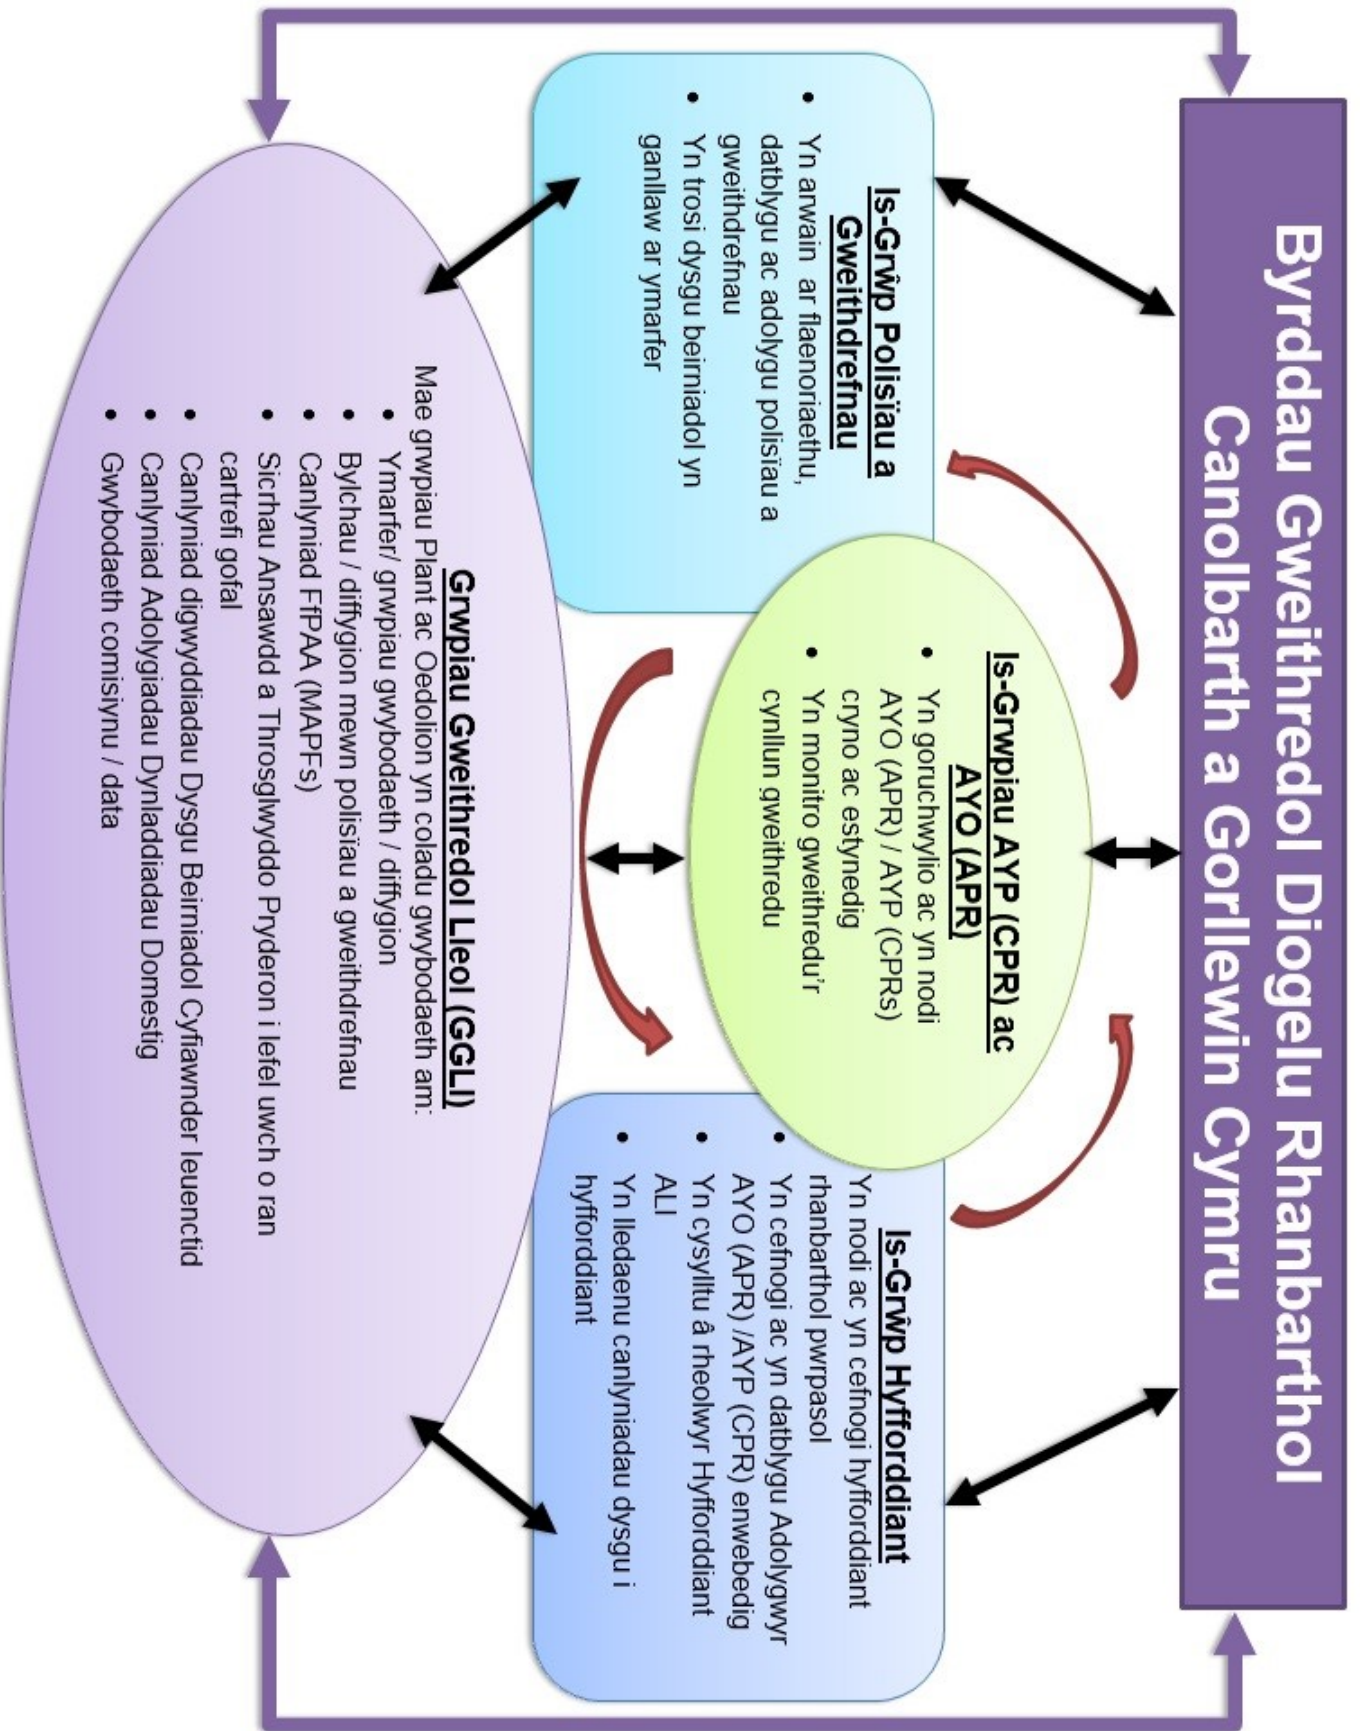 Byrddau Gweithredol Diogelu Rhanbarthol
Canolbarth a Gorllewin Cymru
Is-Grŵp Polisïau a
Gweithdrefnau
• Yn arwain ar flaenoriaethu,
datblygu ac adolygu polisïau a
gweithdrefnau
• Yn trosi dysgu beirniadol yn
ganllaw ar ymarfer
Is-Grwpiau AYP (CPR) ac
AYO (APR)
• Yn goruchwylio ac yn nodi
AYO (APR) / AYP (CPRs)
cryno ac estynedig
• Yn monitro gweithredu'r
cynllun gweithredu
Is-Grŵp Hyfforddiant
Yn nodi ac yn cefnogi hyfforddiant
rhanbarthol pwrpasol
• Yn cefnogi ac yn datblygu Adolygwyr
AYO (APR) /AYP (CPR) enwebedig
• Yn cysylltu â rheolwyr Hyfforddiant
ALl
• Yn lledaenu canlyniadau dysgu i
hyfforddiant
Grwpiau Gweithredol Lleol (GGLl)
Mae grwpiau Plant ac Oedolion yn coladu gwybodaeth am:
• Ymarfer/ grwpiau gwybodaeth / diffygion
• Bylchau / diffygion mewn polisïau a gweithdrefnau
• Canlyniad FfPAA (MAPFs)
• Sicrhau Ansawdd a Throsglwyddo Pryderon i lefel uwch o ran
cartrefi gofal
• Canlyniad digwyddiadau Dysgu Beirniadol Cyfiawnder Ieuenctid
• Canlyniad Adolygiadau Dynladdiadau Domestig
• Gwybodaeth comisiynu / data